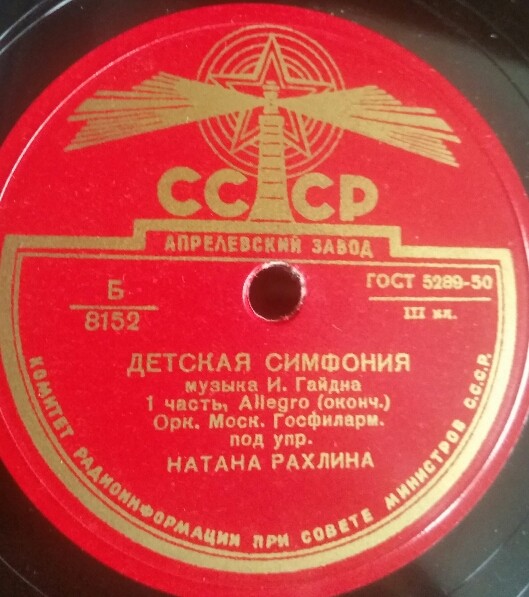 СССР
АПРЕЛЕВСКИЙ ЗАВОД
Б
8152
ГОСТ 5289-50
III кл.
ДЕТСКАЯ СИМФОНИЯ
музыка И. Гайдна
1 часть, Allegro (оконч.)
Орк. Моск. Госфиларм.
под упр.
НАТАНА РАХЛИНА
КОМИТЕТ РАДИОИНФОРМАЦИИ ПРИ СОВЕТЕ МИНИСТРОВ С.С.С.Р.